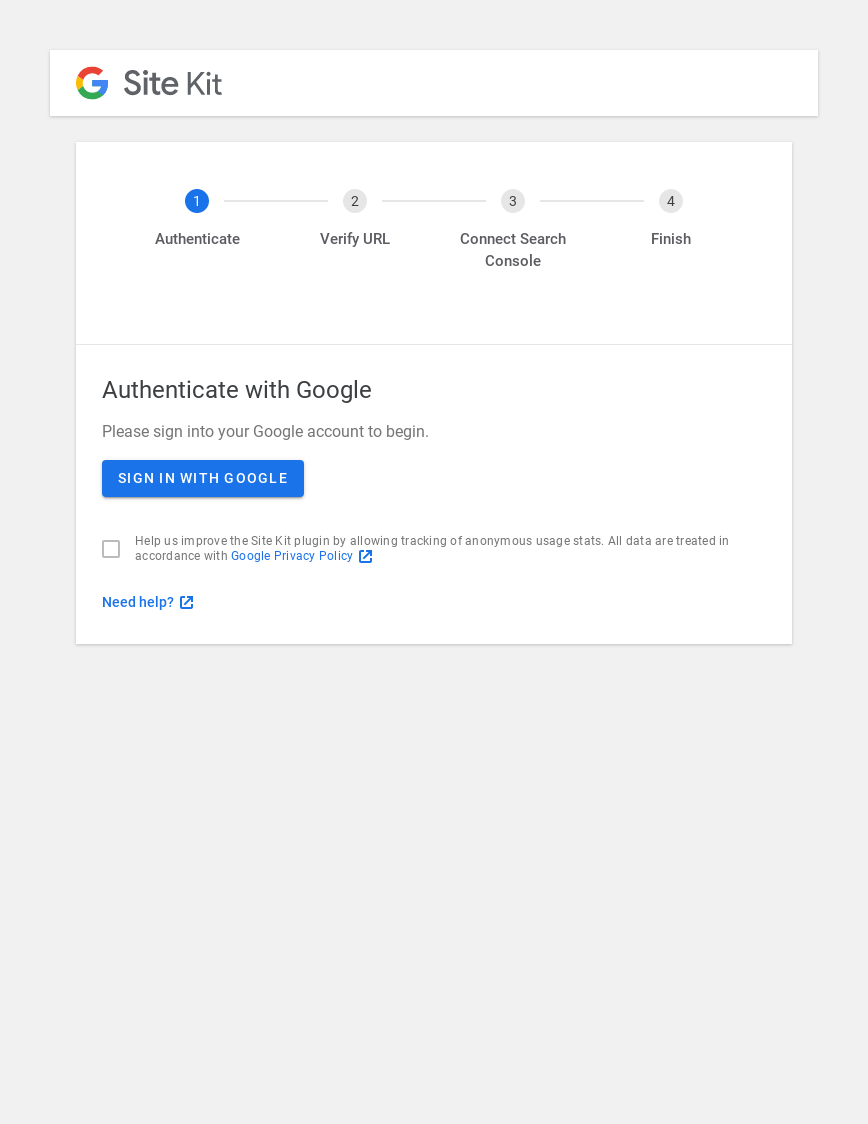 Site Kit
1
2
3
4
Authenticate
Verify URL
Connect Search
Console
Finish
Authenticate with Google
Please sign into your Google account to begin.
SIGN IN WITH GOOGLE
Help us improve the Site Kit plugin by allowing tracking of anonymous usage stats. All data are treated in
accordance with Google Privacy Policy
Need help?